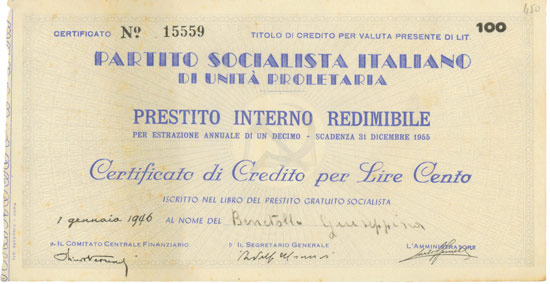 650
CERTIFICATO Nº 15559 TITOLO DI CREDITO PER VALUTA PRESENTE DI LIT. 100
PARTITO SOCIALISTA ITALIANO
DI UNITÀ PROLETARIA
PRESTITO INTERNO REDIMIBILE
PER ESTRAZIONE ANNUALE DI UN DECIMO - SCADENZA 31 DICEMBRE 1955
Certificato di Credito per Lire Cento
ISCRITTO NEL LIBRO DEL PRESTITO GRATUITO SOCIALISTA
1 gennaio 1946 AL NOME DEL Giuseppina
P. IL COMITATO CENTRALE FINANZIARIO P. IL SEGRETARIO GENERALE L'AMMINISTRATORE